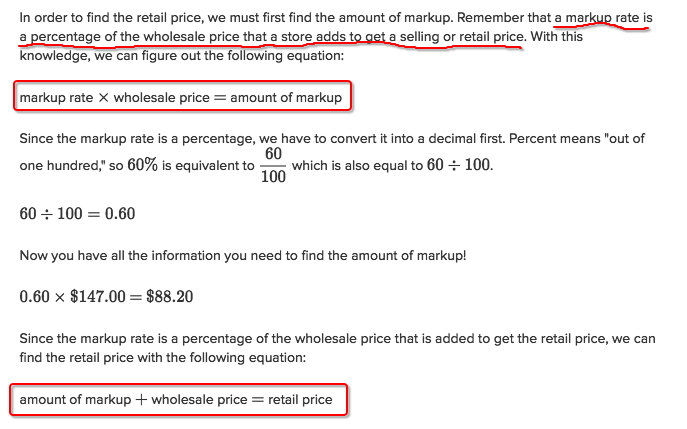 In order to find the retail price, we must first find the amount of markup. Remember that a markup rate is
a percentage of the wholesale price that a store adds to get a selling or retail price. With this
knowledge, we can figure out the following equation:
markup rate × wholesale price = amount of markup
Since the markup rate is a percentage, we have to convert it into a decimal first. Percent means "out of
one hundred," so 60% is equivalent to 60/100 which is also equal to 60 ÷ 100.
60 ÷ 100 = 0.60
Now you have all the information you need to find the amount of markup!
0.60 × $147.00 = $88.20
Since the markup rate is a percentage of the wholesale price that is added to get the retail price, we can
find the retail price with the following equation:
amount of markup + wholesale price = retail price